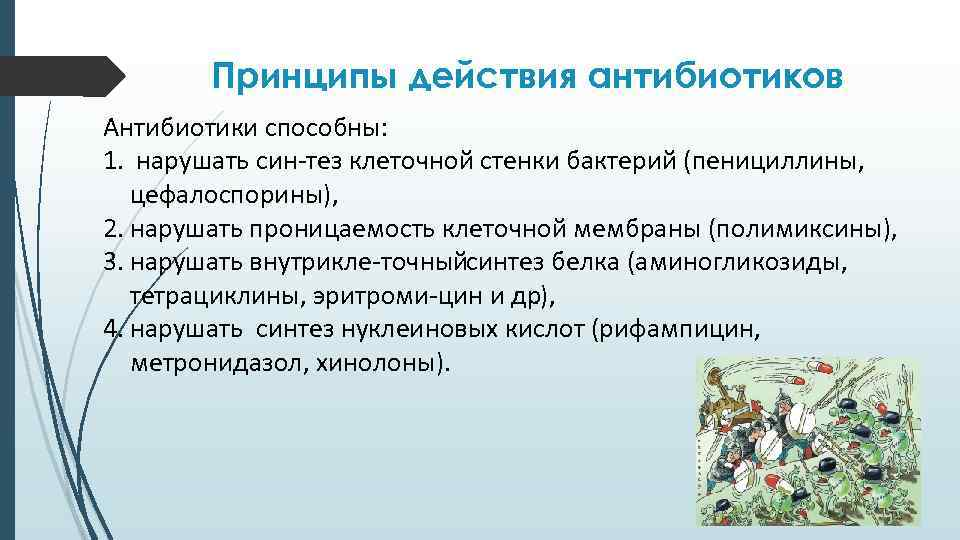 Принципы действия антибиотиков
Антибиотики способны:
1. нарушать син-тез клеточной стенки бактерий (пенициллины,
цефалоспорины),
2. нарушать проницаемость клеточной мембраны (полимиксины),
3. нарушать внутрикле-точныйсинтез белка (аминогликозиды,
тетрациклины, эритроми-цин и др),
4. нарушать синтез нуклеиновых кислот (рифампицин,
метронидазол, хинолоны).